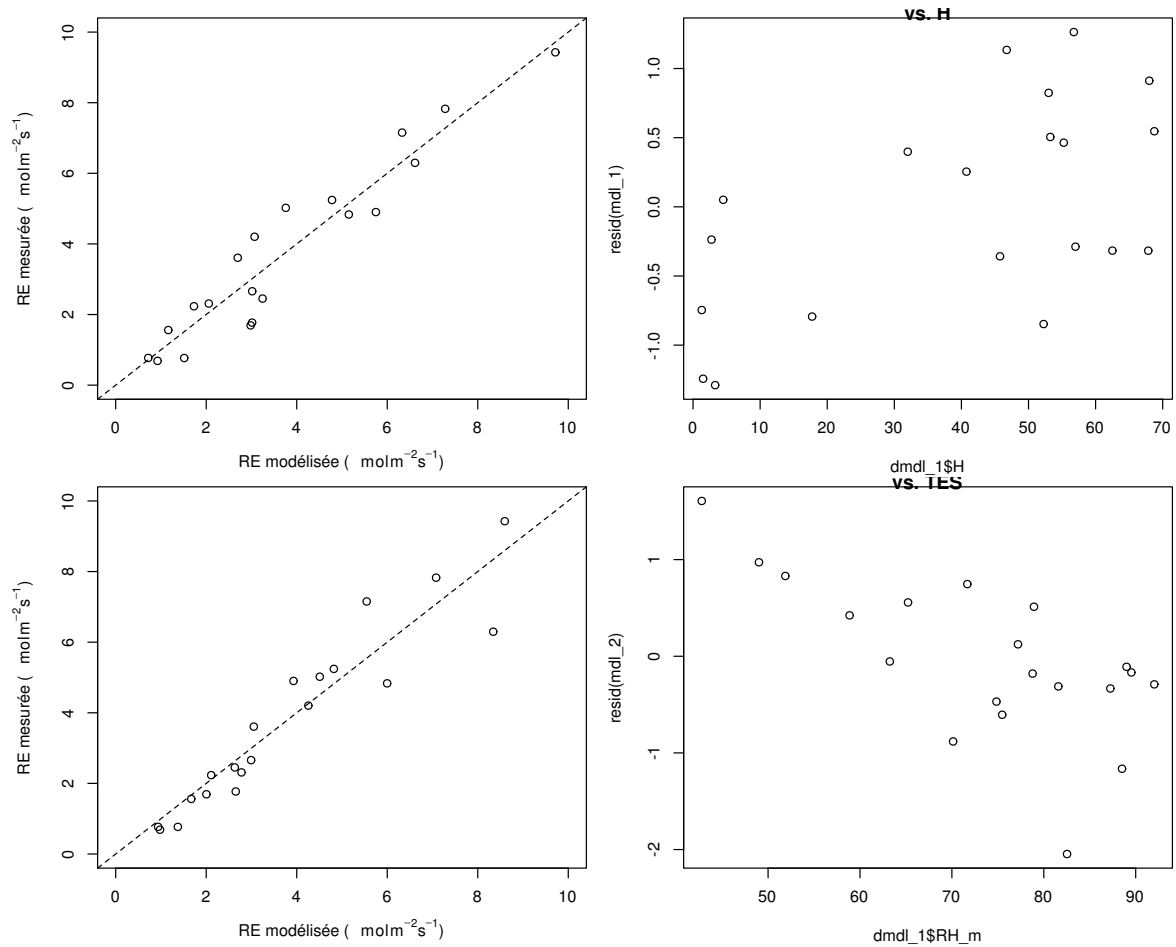 vs. H
RE mesurée ( molm−2s−1)
0 2 4 6 8 10
0 2 4 6 8 10
RE modélisée ( molm−2s−1)
resid(mdl_1)
-1.0 -0.5 0.0 0.5 1.0
0 10 20 30 40 50 60 70
dmdl_1$H
vs. TES
RE mesurée ( molm−2s−1)
0 2 4 6 8 10
0 2 4 6 8 10
RE modélisée ( molm−2s−1)
resid(mdl_2)
-2 -1 0 1
50 60 70 80 90
dmdl_1$RH_m